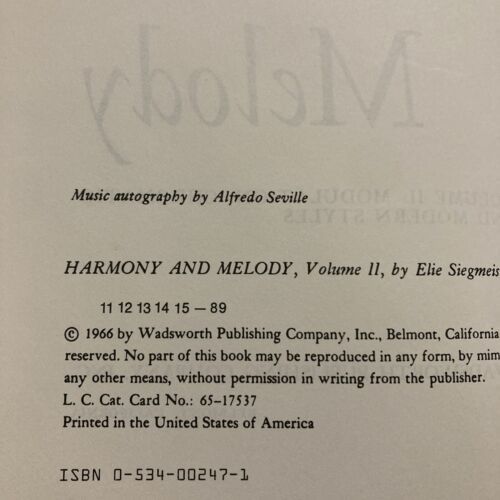 Melody
Music autography by Alfredo Seville
HARMONY AND MELODY, Volume II, by Elie Siegmeis
11 12 13 14 15 — 89
© 1966 by Wadsworth Publishing Company, Inc., Belmont, California
reserved. No part of this book may be reproduced in any form, by mim
any other means, without permission in writing from the publisher.
L. C. Cat. Card No.: 65-17537
Printed in the United States of America
ISBN 0-534-00247-1